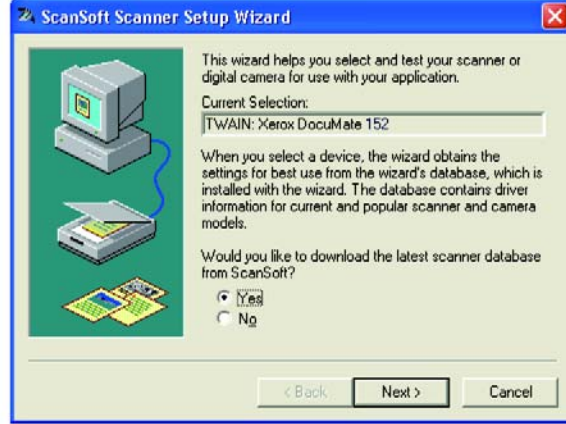 ScanSoft Scanner Setup Wizard
This wizard helps you select and test your scanner or
digital camera for use with your application.
Current Selection:
TWAIN: Xerox DocuMate 152
When you select a device, the wizard obtains the
settings for best use from the wizard's database, which is
installed with the wizard. The database contains driver
information for current and popular scanner and camera
models.
Would you like to download the latest scanner database
from ScanSoft?
Yes
No
< Back
Next >
Cancel